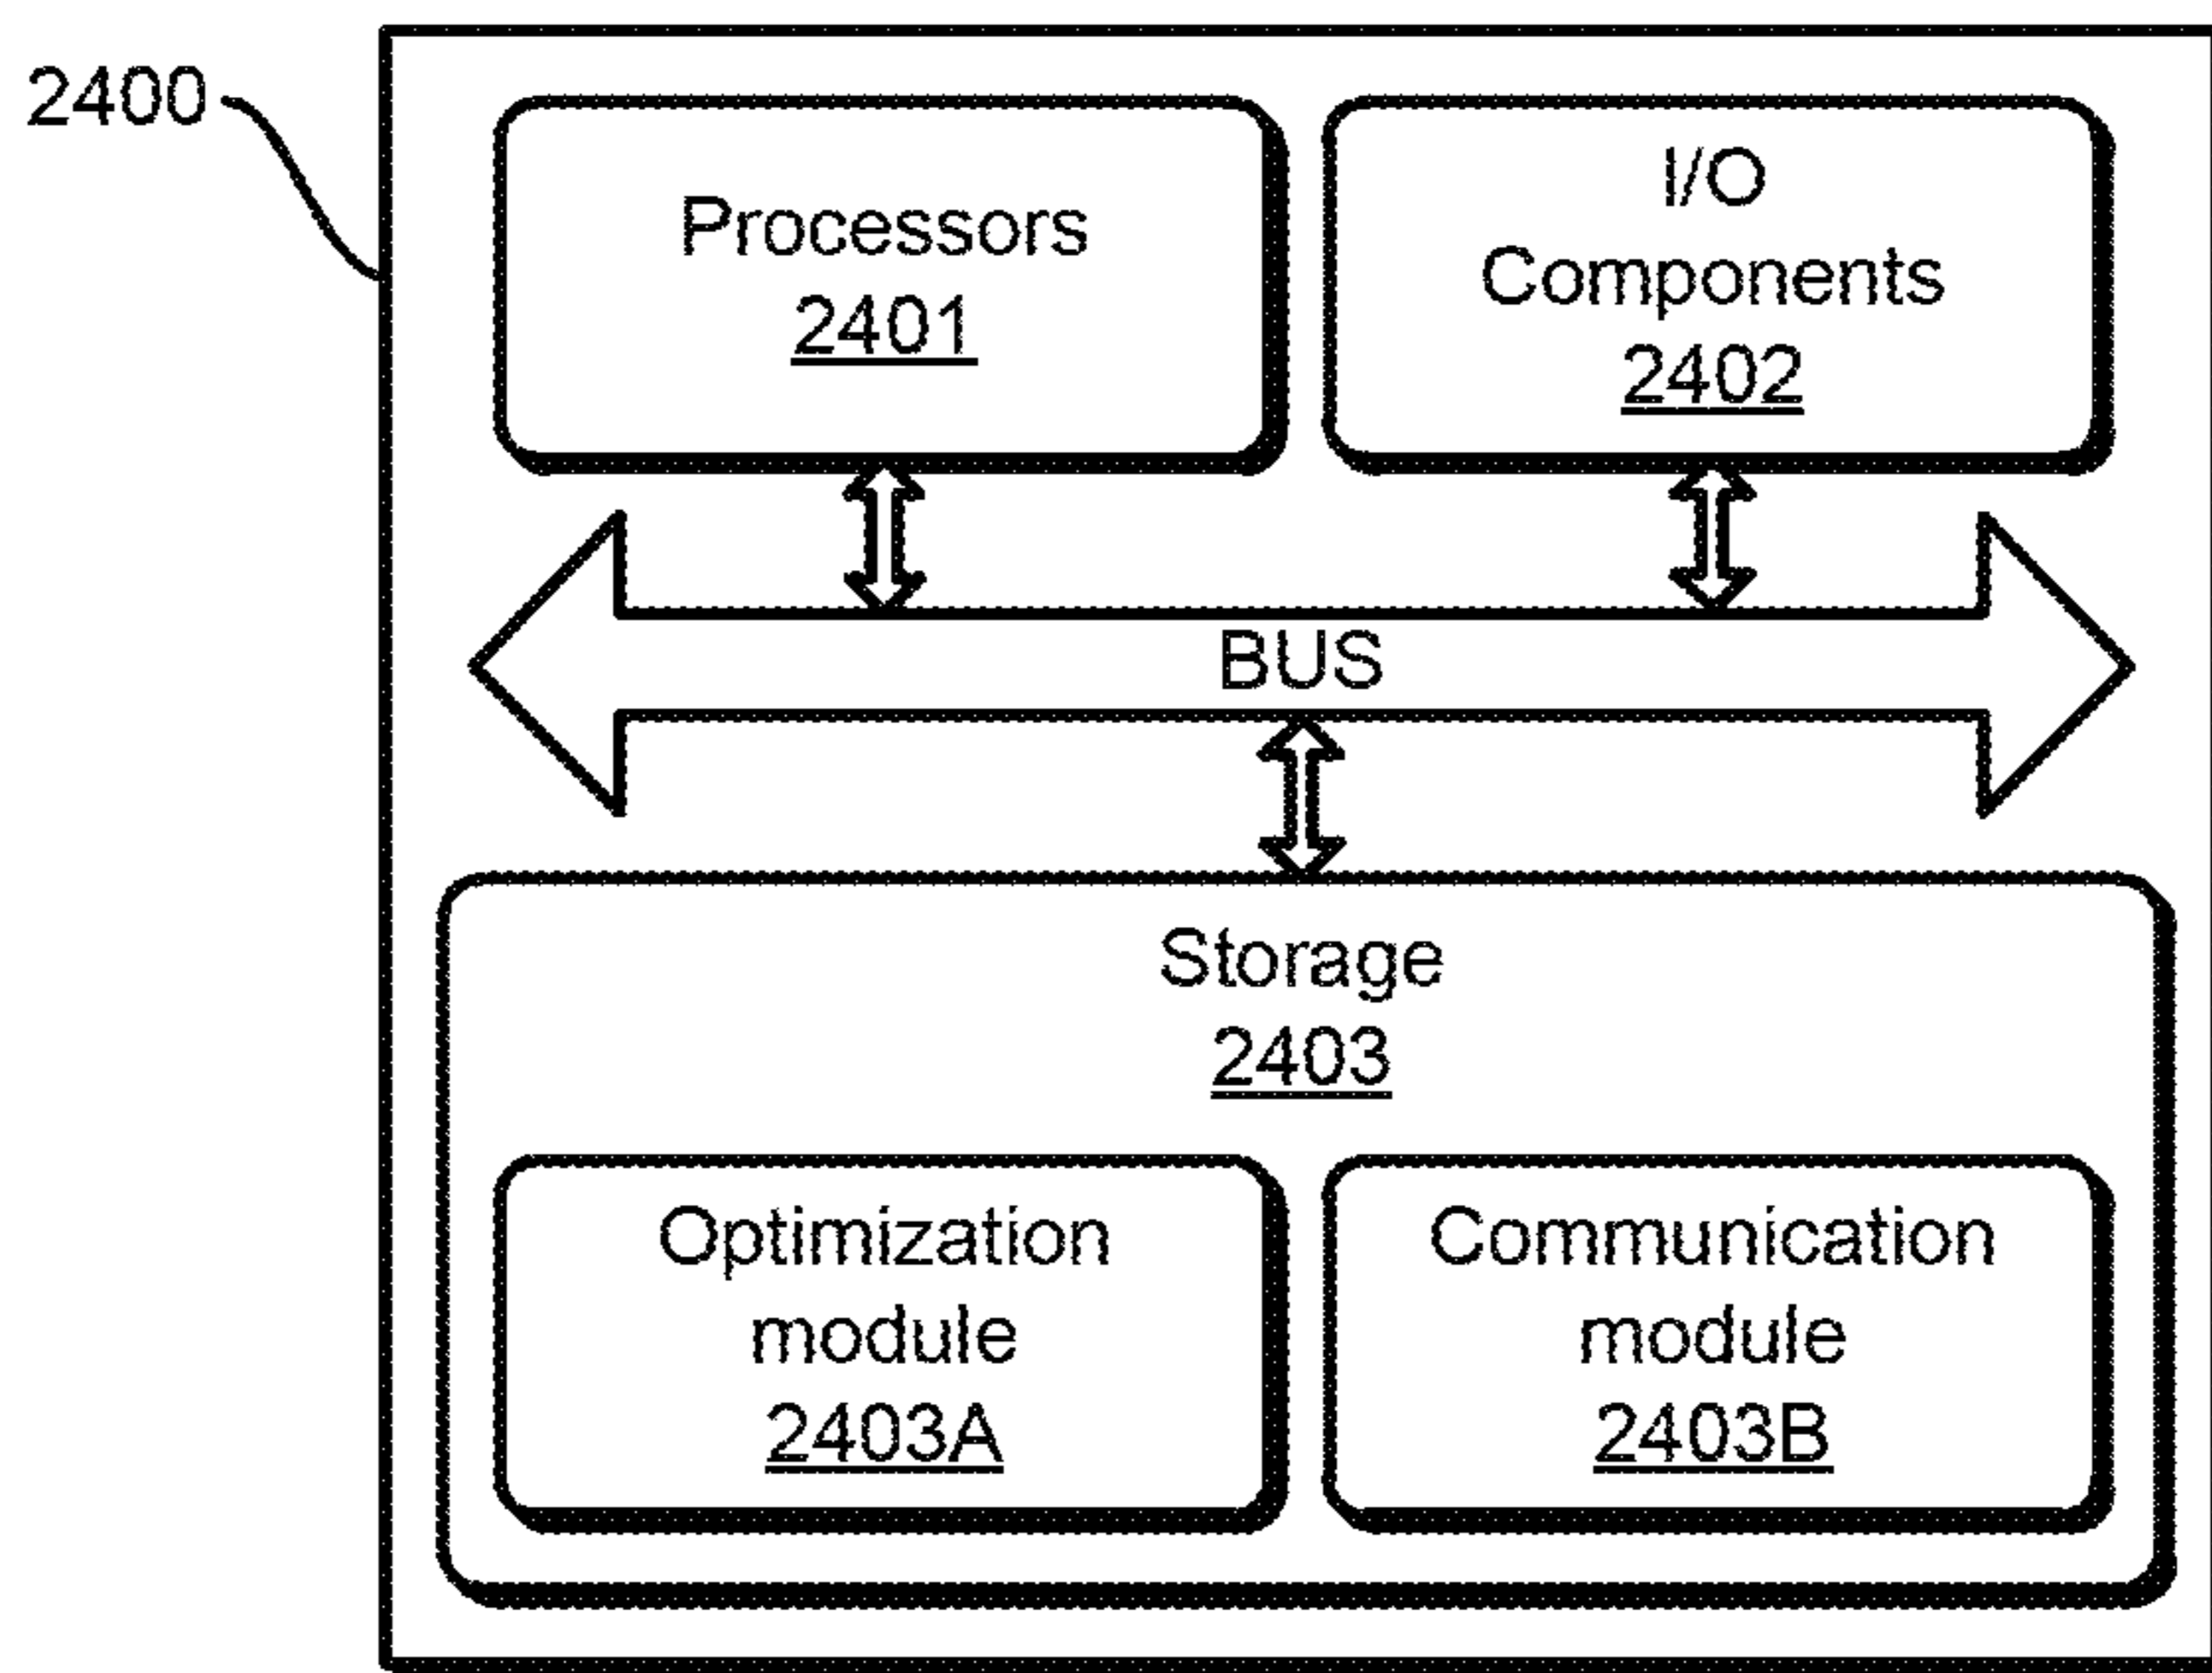 2400
Processors
2401
I/O
Components
2402
BUS
Storage
2403
Optimization
module
2403A
Communication
module
2403B